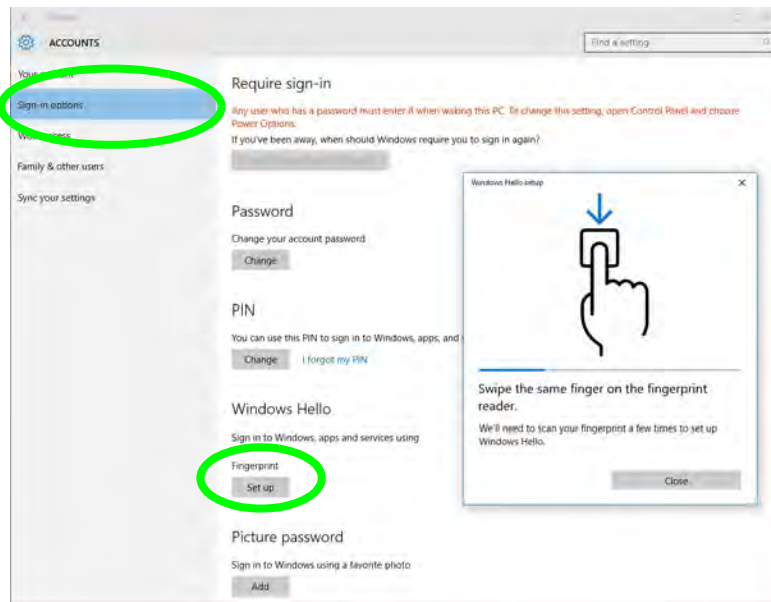 ACCOUNTS
Find a setting
Sign-in options
Family & other users
Sync your settings
Require sign-in
Any user who has a password must enter it when waking this PC. To change this setting, open Control Panel and choose
Power Options.
If you've been away, when should Windows require you to sign in again?
Password
Change your account password
Change
PIN
You can use this PIN to sign in to Windows, apps, and
Change I forgot my PIN
Windows Hello
Sign in to Windows, apps and services using
Fingerprint
Set up
Picture password
Sign in to Windows using a favorite photo
Add
Windows Hello setup
Swipe the same finger on the fingerprint
reader.
We'll need to scan your fingerprint a few times to set up
Windows Hello.
Close